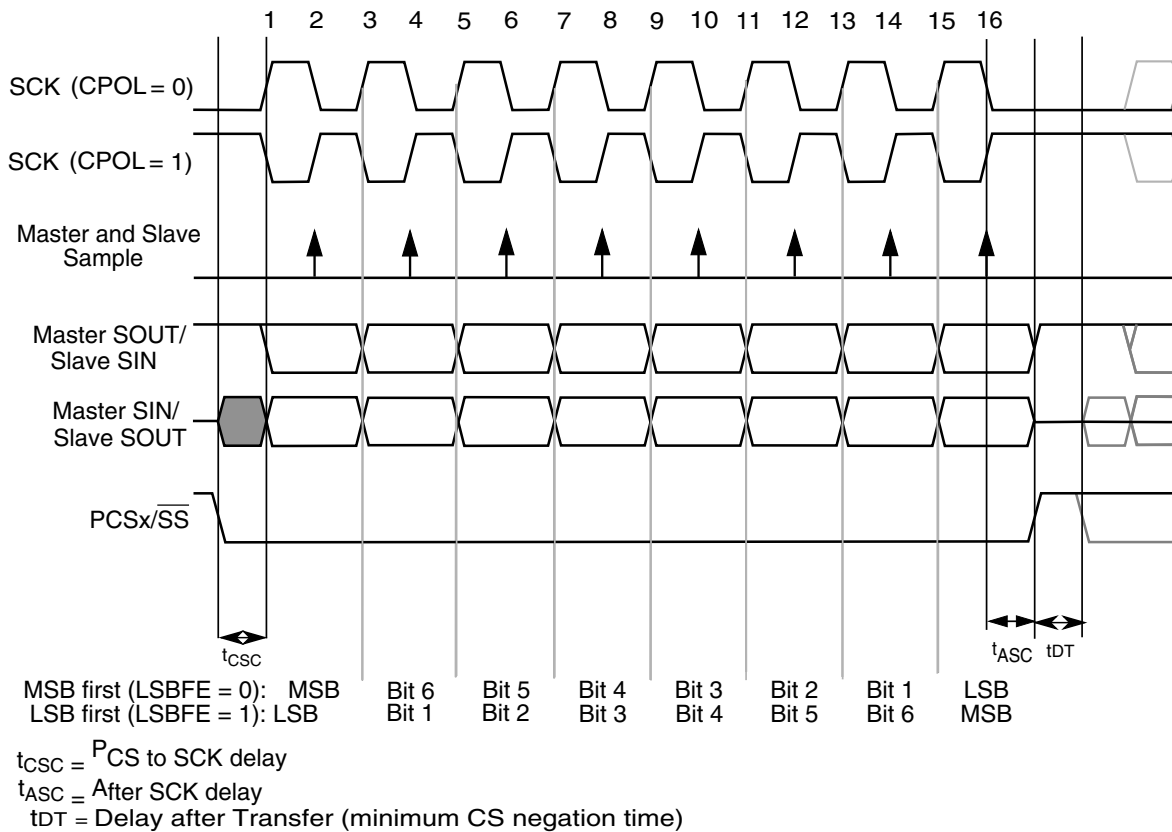 1 2 3 4 5 6 7 8 9 10 11 12 13 14 15 16
SCK (CPOL = 0)
SCK (CPOL = 1)
Master and Slave
Sample
Master SOUT/
Slave SIN
Master SIN/
Slave SOUT
PCSx/SS
tCSC tASC tDT
MSB first (LSBFE = 0): MSB Bit 6 Bit 5 Bit 4 Bit 3 Bit 2 Bit 1 LSB
LSB first (LSBFE = 1): LSB Bit 1 Bit 2 Bit 3 Bit 4 Bit 5 Bit 6 MSB
tCSC = PCS to SCK delay
tASC = After SCK delay
tDT = Delay after Transfer (minimum CS negation time)